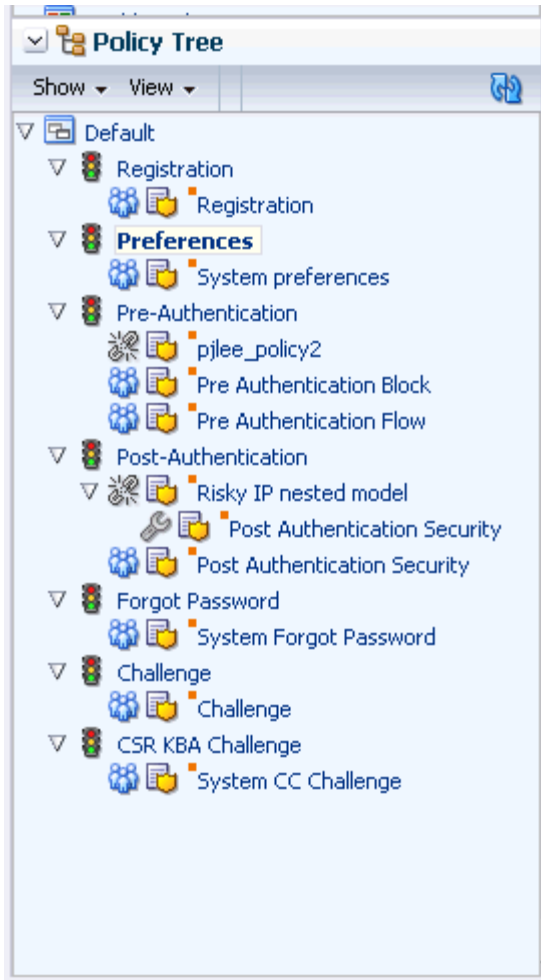 Policy Tree
Show View
Default
Registration
Registration
Preferences
System preferences
Pre-Authentication
pjlee_policy2
Pre Authentication Block
Pre Authentication Flow
Post-Authentication
Risky IP nested model
Post Authentication Security
Post Authentication Security
Forgot Password
System Forgot Password
Challenge
Challenge
CSR KBA Challenge
System CC Challenge